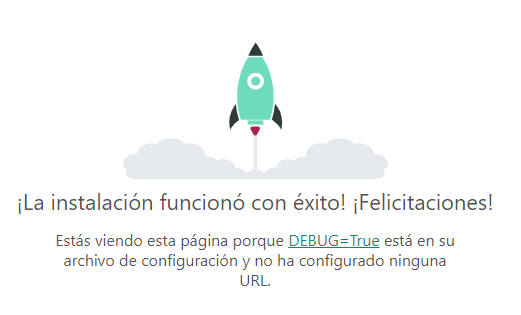 ¡La instalación funcionó con éxito! ¡Felicitaciones!
Estás viendo esta página porque DEBUG=True está en su
archivo de configuración y no ha configurado ninguna
URL.